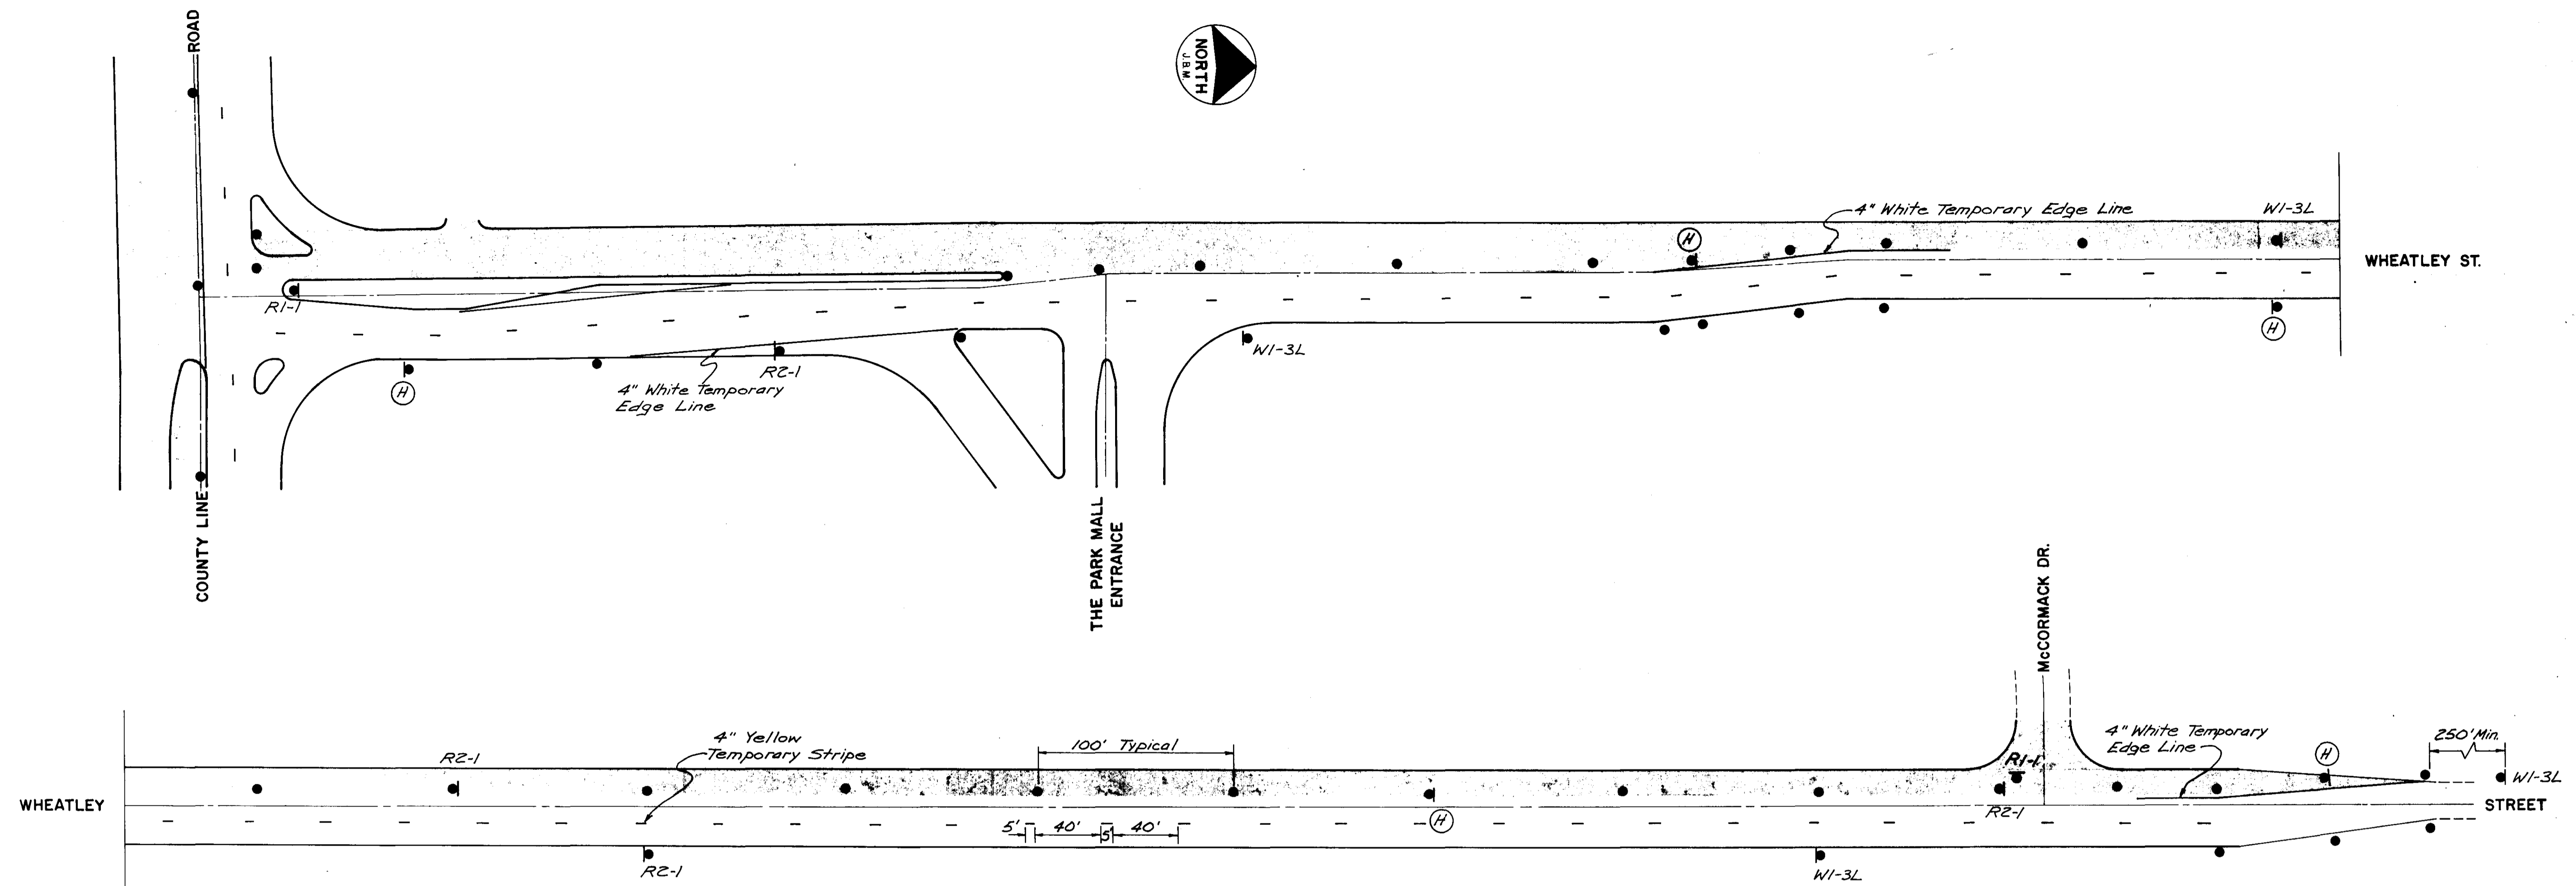 ROAD
NORTH
J.B.M.
4" White Temporary Edge Line
W1-3L
H
WHEATLEY ST.
R1-1
R2-1
W1-3L
H
H
4" White Temporary
Edge Line
COUNTY LINE
THE PARK MALL
ENTRANCE
McCORMACK DR.
4" Yellow
Temporary Stripe
100' Typical
4" White Temporary
Edge Line
250' Min.
R2-1
R1-1
H
W1-3L
WHEATLEY
STREET
R2-1
5' 40' 5' 40'
H
R2-1
W1-3L